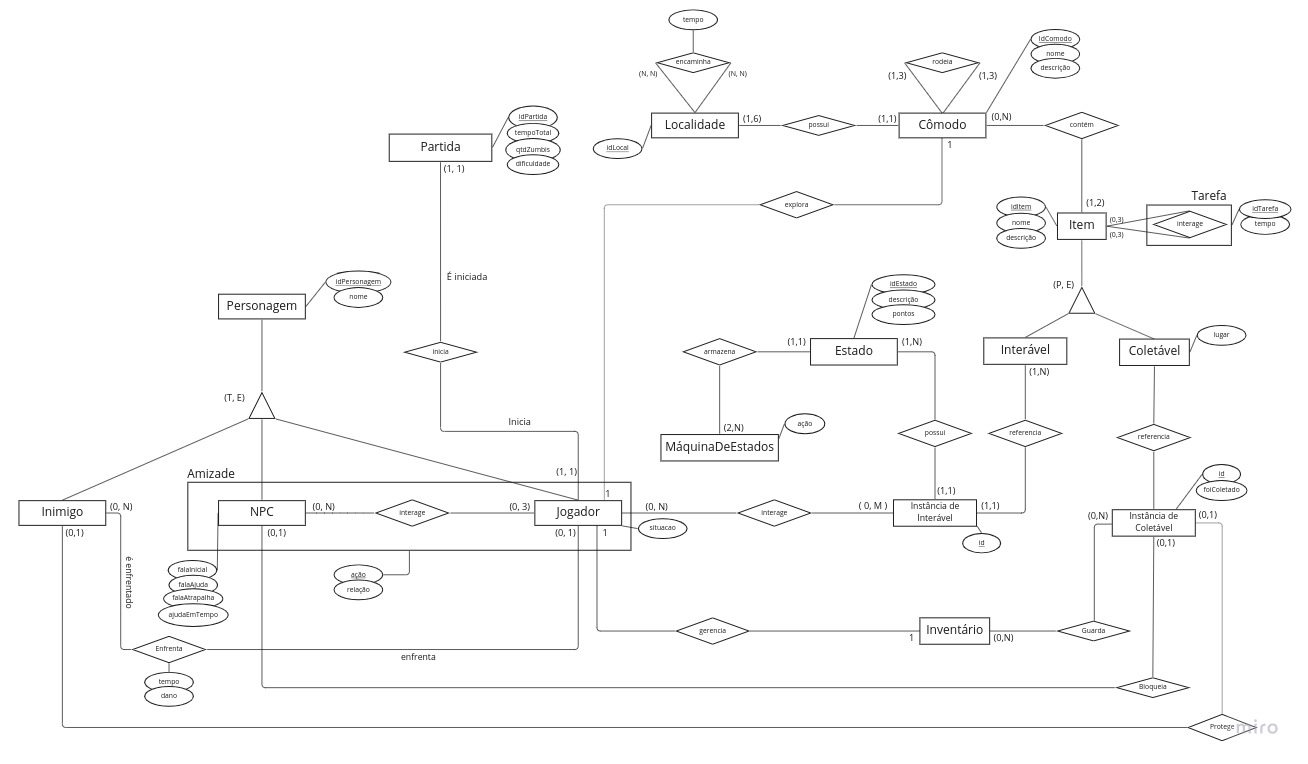 tempo
encaminha
(N, N)
(N, N)
Localidade
idLocal
(1,6)
possui
(1,1)
Cômodo
rodeia
(1,3)
(1,3)
idComodo
nome
descrição
(0,N)
contém
1
explora
Partida
idPartida
tempoTotal
qtdZumbis
dificuldade
(1, 1)
É iniciada
Inicia
Inicia
(1, 1)
(1,2)
idItem
nome
descrição
Item
(0,3)
(0,3)
Tarefa
interage
idTarefa
tempo
(P, E)
Interável
Coletável
lugar
(1,N)
referencia
referencia
Personagem
idPersonagem
nome
(T, E)
idEstado
descrição
pontos
armazena
(1,1)
Estado
(1,N)
(2,N)
MáquinaDeEstados
ação
possui
(1,1)
Amizade
Inimigo
(0, N)
(0,1)
NPC
(0, N)
(0,1)
interage
(0, 3)
Jogador
1
(0, N)
(0, 1)
1
situacao
interage
( 0, M )
Instância de
Interável
(1,1)
id
id
foiColetado
(0,N)
Instância de
Coletável
(0,1)
(0,1)
é enfrentado
falaInicial
falaAjuda
falaAtrapalha
ajudaEmTempo
ação
relação
Enfrenta
enfrenta
tempo
dano
gerencia
1
Inventário
(0,N)
Guarda
Bloqueia
Protege
miro